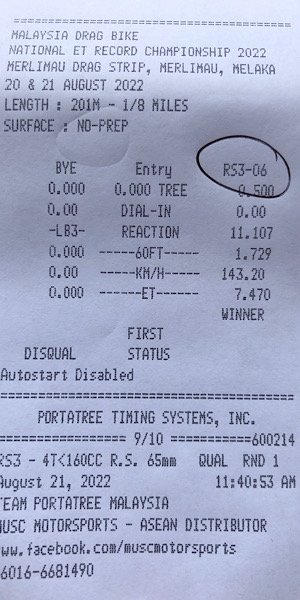 ================================
MALAYSIA DRAG BIKE
NATIONAL ET RECORD CHAMPIONSHIP 2022
MERLIMAU DRAG STRIP, MERLIMAU, MELAKA
20 & 21 AUGUST 2022
LENGTH : 201M - 1/8 MILES
SURFACE : NO-PREP
BYE Entry RS3-06
0.000 0.000 TREE 0.500
0.00 DIAL-IN 0.00
-LB3- REACTION 11.107
0.000 ------60FT----- 1.729
0.00 ------KM/H----- 143.20
0.000 -------ET------ 7.470
WINNER
FIRST
DISQUAL STATUS
Autostart Disabled
================================
PORTATREE TIMING SYSTEMS, INC.
================= 9/10 ===========600214
RS3 - 4T<160CC R.S. 65mm QUAL RND 1
August 21, 2022 11:40:53 AM
TEAM PORTATREE MALAYSIA
MUSC MOTORSPORTS - ASEAN DISTRIBUTOR
www.facebook.com/muscmotorsports
6016-6681490